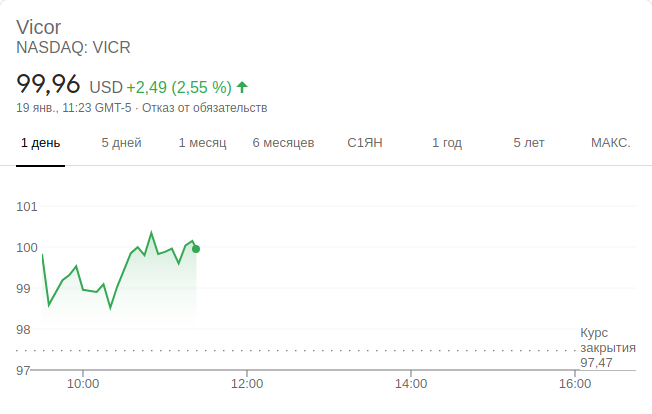 Vicor
NASDAQ: VICR
99,96 USD +2,49 (2,55 %)
19 янв., 11:23 GMT-5 · Отказ от обязательств
1 день 5 дней 1 месяц 6 месяцев С1ЯН 1 год 5 лет МАКС.
101
100
99
98
Курс
закрытия
97,47
97
10:00 12:00 14:00 16:00